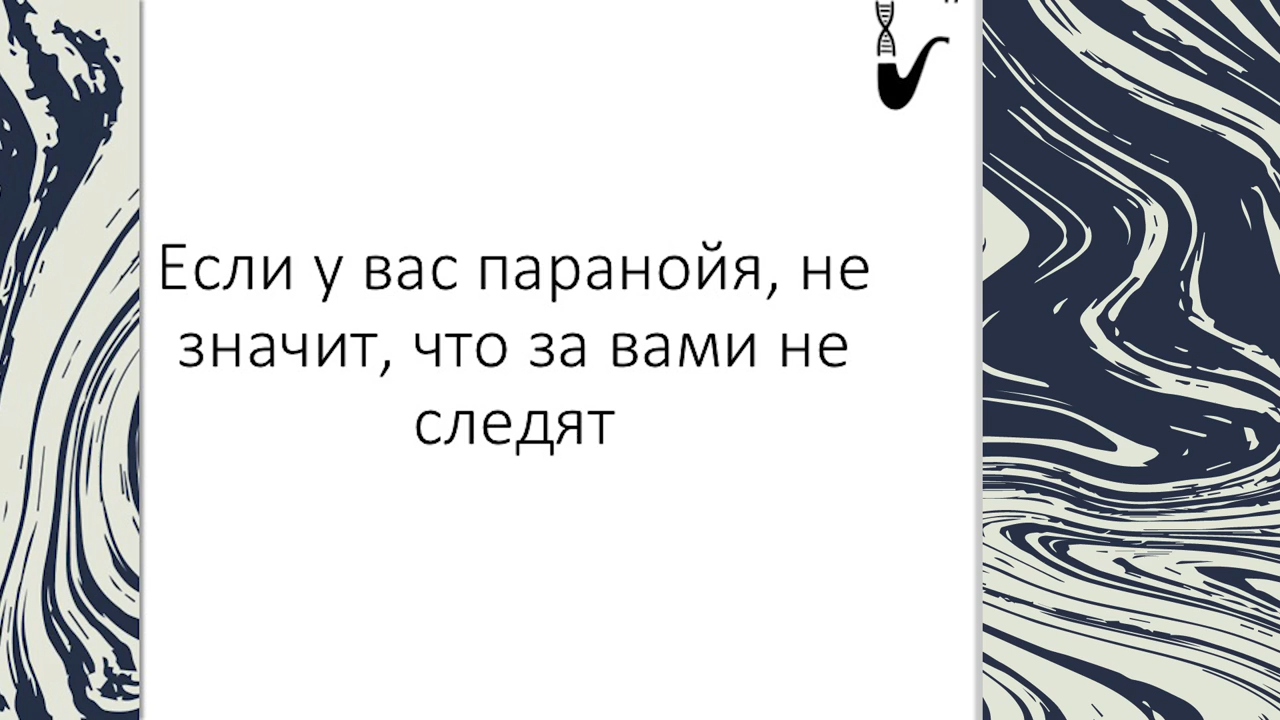 Если у вас паранойя, не
значит, что за вами не
следят